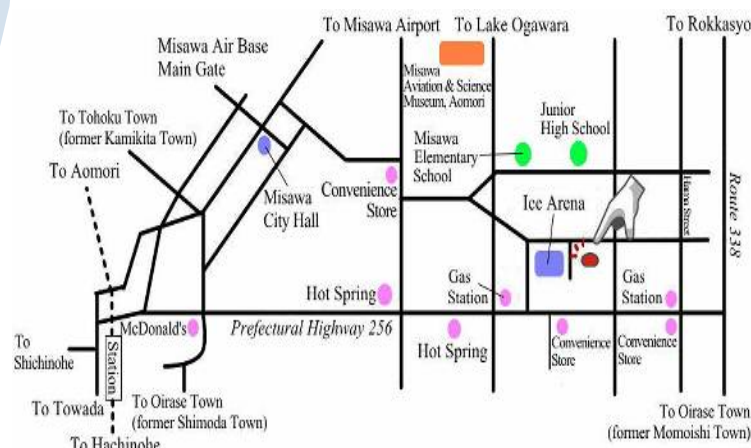 To Misawa Airport
To Lake Ogawara
To Rokkasyo
Misawa Air Base
Main Gate
Misawa
Aviation & Science
Museum, Aomori
To Tohoku Town
(former Kamikita Town)
Junior
High School
Misawa
Elementary
School
To Aomori
Convenience
Store
Misawa
City Hall
Ice Arena
Hama Street
Route 338
Gas
Station
Gas
Station
Hot Spring
McDonald's
Prefectural Highway 256
Hot Spring
Convenience
Store
Convenience
Store
To
Shichinohe
Station
To Towada
To Oirase Town
(former Shimoda Town)
To Oirase Town
(former Momoishi Town)
To Hachinohe